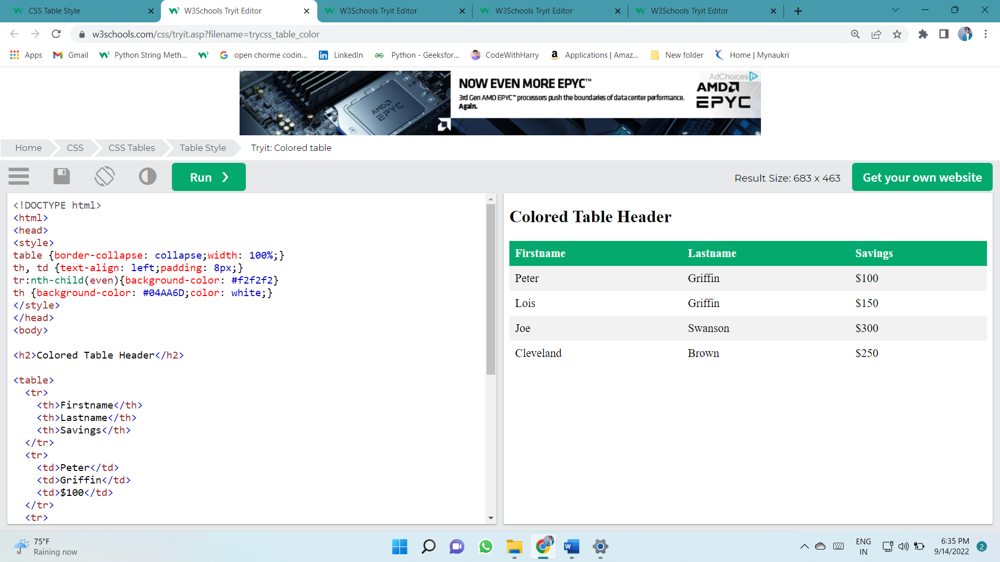 CSS Table Style
W3Schools Tryit Editor
W3Schools Tryit Editor
W3Schools Tryit Editor
W3Schools Tryit Editor
w3schools.com/css/tryit.asp?filename=trycss_table_color
Apps
Gmail
Python String Meth...
open chorme codin...
LinkedIn
Python - Geeksfor...
CodeWithHarry
Applications | Amaz...
New folder
Home | Mynaukri
AMD
EPYC
NOW EVEN MORE EPYC™
3rd Gen AMD EPYC™ processors push the boundaries of data center performance.
Again.
AdChoices
AMD
EPYC
Home
CSS
CSS Tables
Table Style
Tryit: Colored table
Run ❯
Result Size: 683 x 463
Get your own website
<!DOCTYPE html>
<html>
<head>
<style>
table {border-collapse: collapse;width: 100%;}
th, td {text-align: left;padding: 8px;}
tr:nth-child(even){background-color: #f2f2f2}
th {background-color: #04AA6D;color: white;}
</style>
</head>
<body>
<h2>Colored Table Header</h2>
<table>
<tr>
<th>Firstname</th>
<th>Lastname</th>
<th>Savings</th>
</tr>
<tr>
<td>Peter</td>
<td>Griffin</td>
<td>$100</td>
</tr>
<tr>
Colored Table Header
Firstname Lastname Savings
Peter Griffin $100
Lois Griffin $150
Joe Swanson $300
Cleveland Brown $250
75°F
Raining now
ENG
IN
6:35 PM
9/14/2022
2